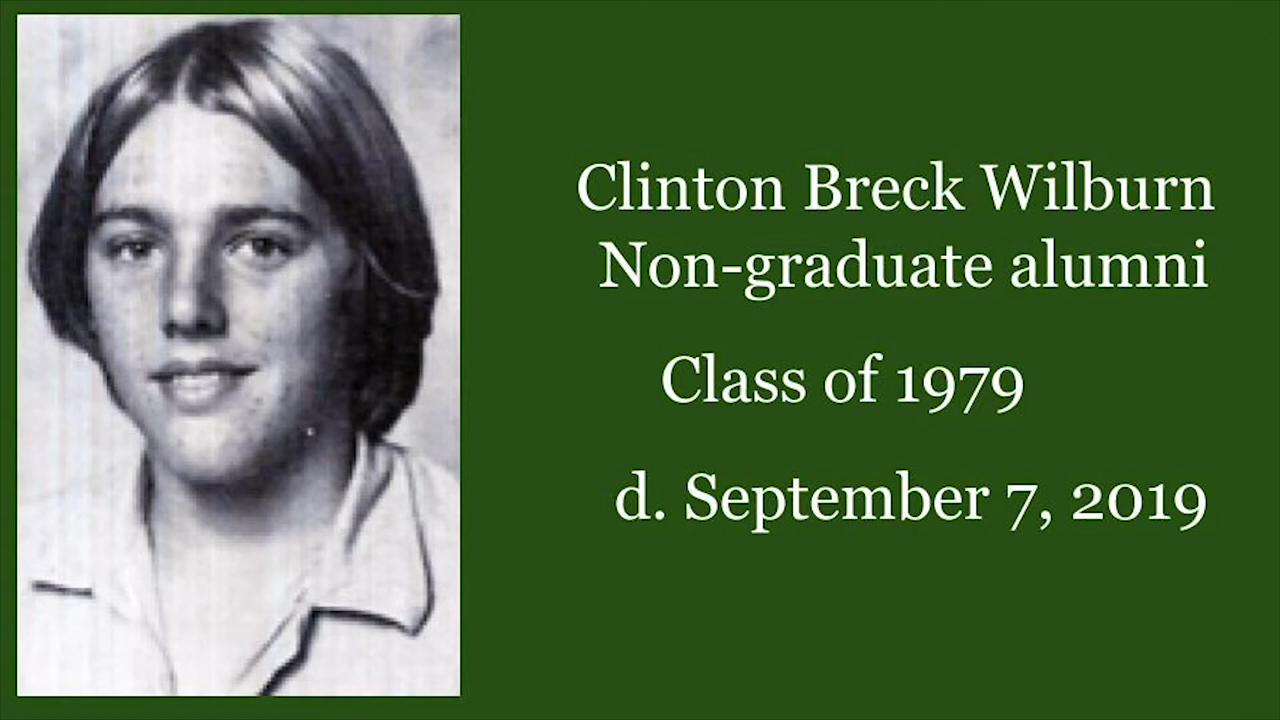 Clinton Breck Wilburn
Non-graduate alumni
Class of 1979
d. September 7, 2019